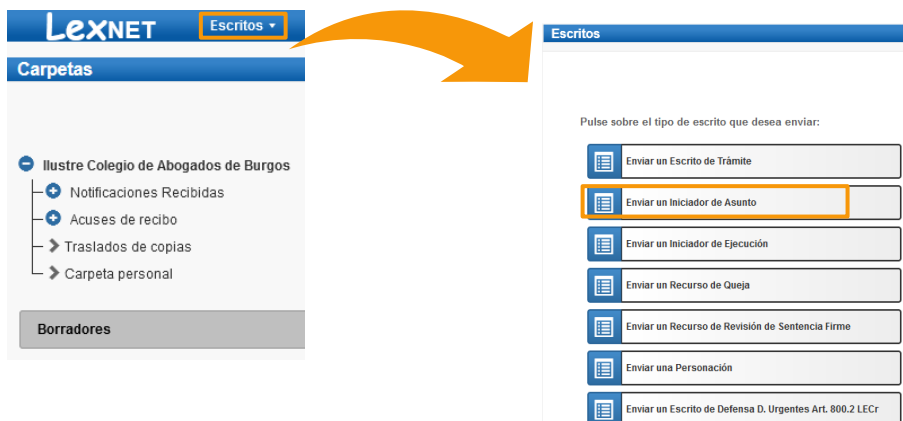 LexNET
Escritos
Carpetas
Ilustre Colegio de Abogados de Burgos
Notificaciones Recibidas
Acuses de recibo
Traslados de copias
Carpeta personal
Borradores
Escritos
Pulse sobre el tipo de escrito que desea enviar:
Enviar un Escrito de Trámite
Enviar un Iniciador de Asunto
Enviar un Iniciador de Ejecución
Enviar un Recurso de Queja
Enviar un Recurso de Revisión de Sentencia Firme
Enviar una Personación
Enviar un Escrito de Defensa D. Urgentes Art. 800.2 LECr